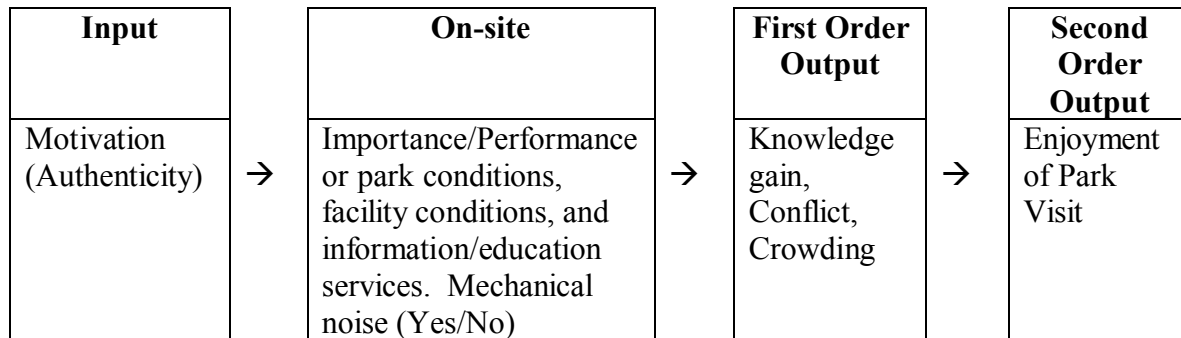 Input
Motivation
(Authenticity)
→
On-site
Importance/Performance
or park conditions,
facility conditions, and
information/education
services. Mechanical
noise (Yes/No)
→
First Order
Output
Knowledge
gain,
Conflict,
Crowding
→
Second
Order
Output
Enjoyment
of Park
Visit